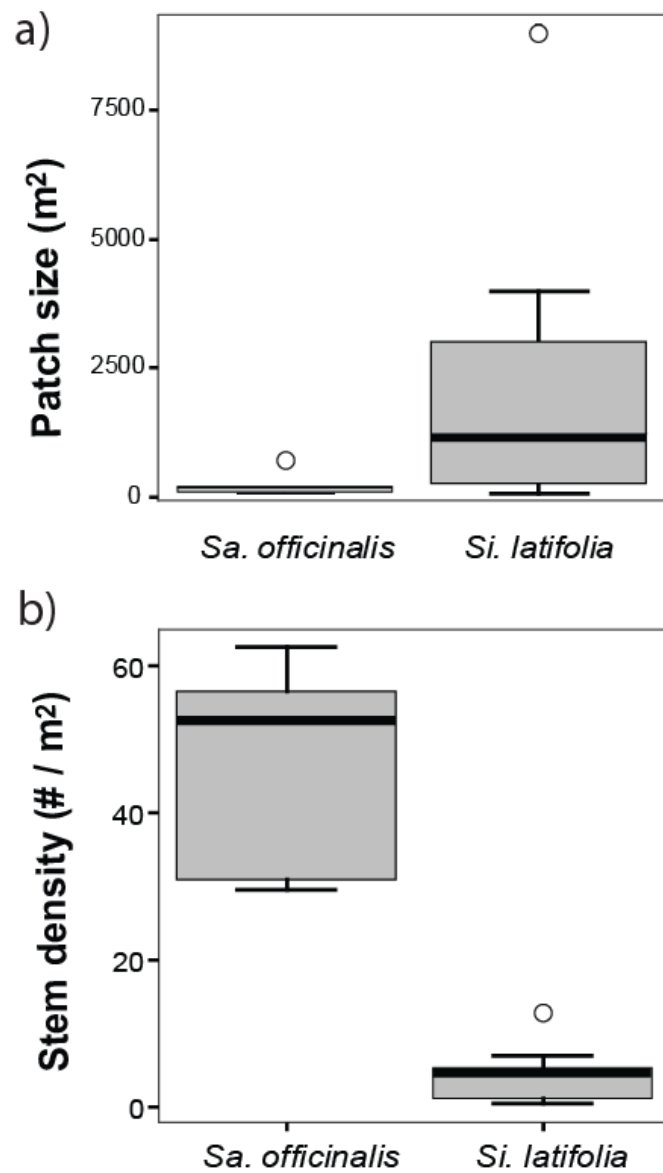 a)
Patch size (m²)
7500
5000
2500
0
Sa. officinalis Si. latifolia
b)
Stem density (# / m²)
60
40
20
0
Sa. officinalis Si. latifolia